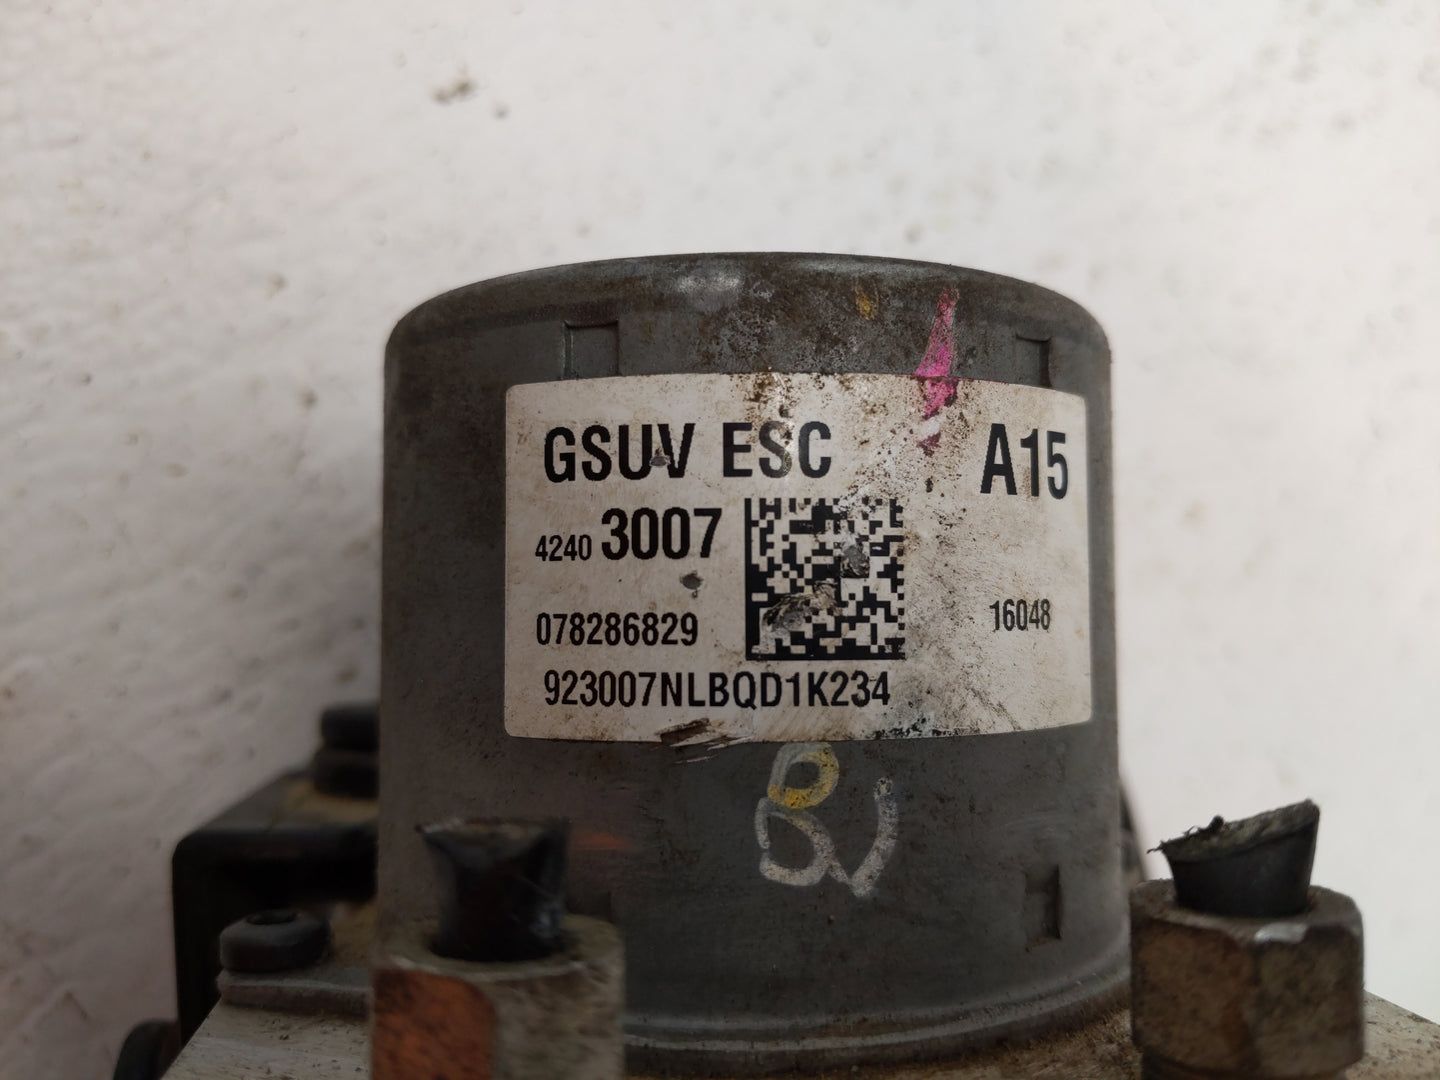 GSUV ESC A15
4240 3007
078286829 16048
923007NLBQD1K234